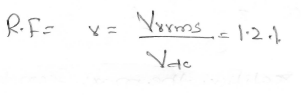 R.F = γ = Vrrms / Vdc = 1.2.1.